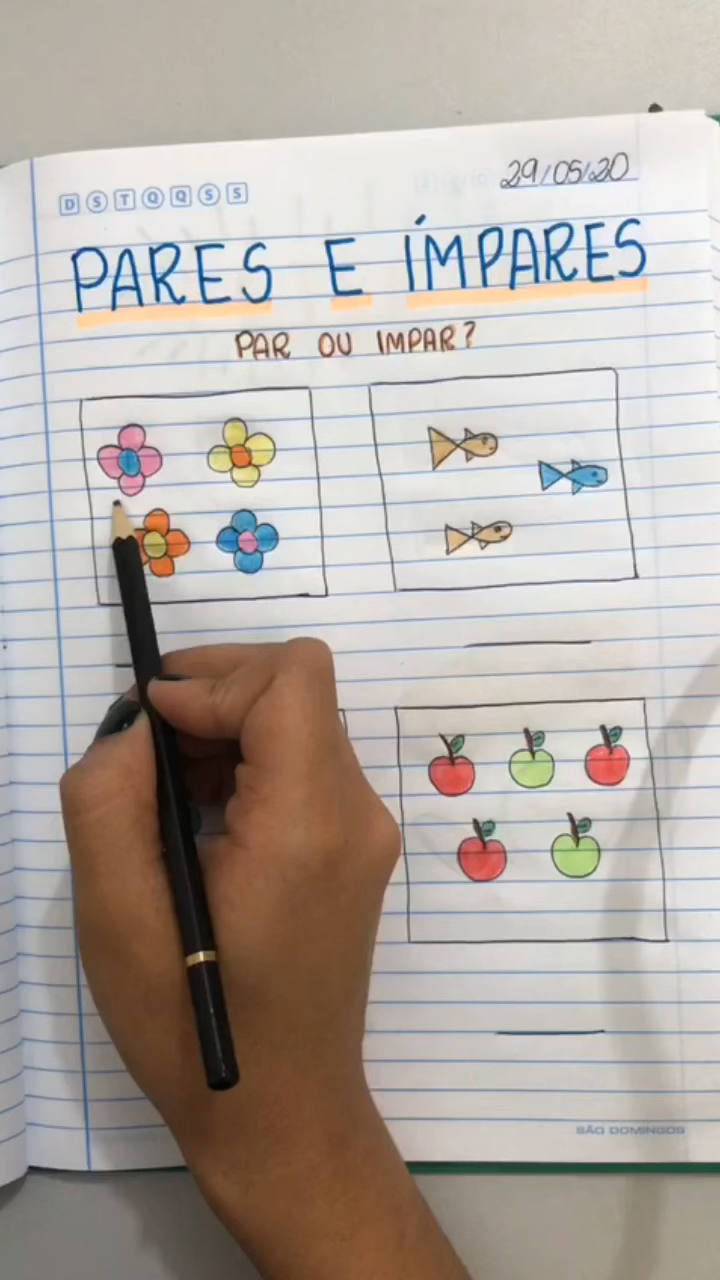 D S T Q Q S S
29/05/20
PARES E ÍMPARES
PAR OU IMPAR?
SÃO DOMINGOS